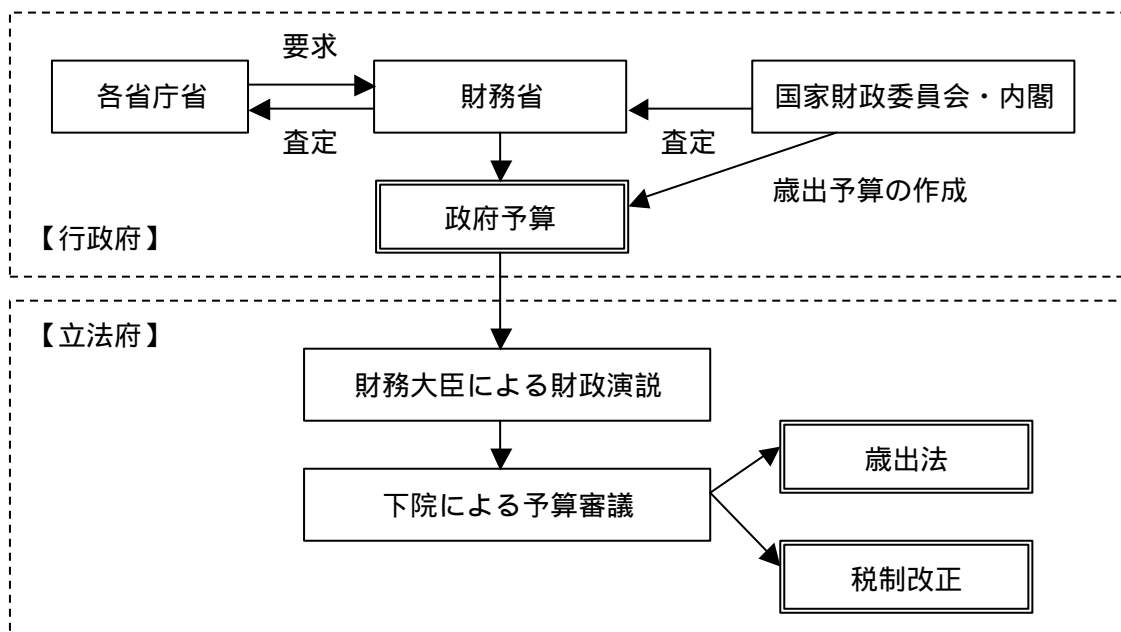 要求
各省庁省
財務省
国家財政委員会・内閣
査定
査定
歳出予算の作成
政府予算
【行政府】
【立法府】
財務大臣による財政演説
歳出法
下院による予算審議
税制改正